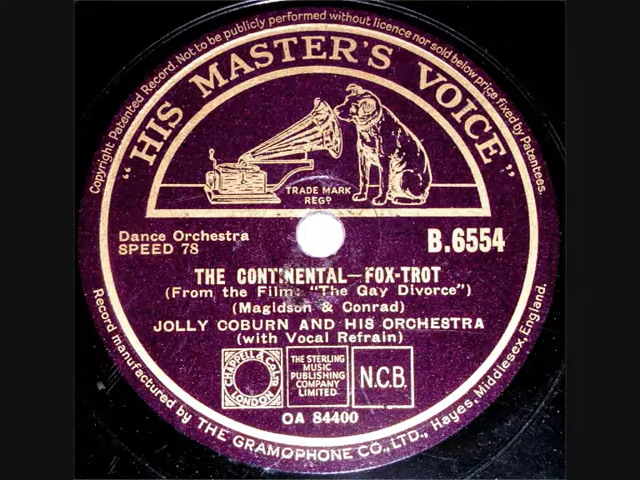 Copyright Patented Record. Not to be publicly performed without licence nor sold below price fixed by Patentees.
"HIS MASTER'S VOICE"
TRADE MARK
REGD
Dance Orchestra
SPEED 78
B.6554
THE CONTINENTAL—FOX-TROT
(From the Film: "The Gay Divorce")
(Magidson & Conrad)
JOLLY COBURN AND HIS ORCHESTRA
(with Vocal Refrain)
CHAPPELL & Co. Ltd
LONDON
THE STERLING
MUSIC
PUBLISHING
COMPANY
LIMITED.
N.C.B.
OA 84400
Record manufactured by THE GRAMOPHONE CO., LTD., Hayes, Middlesex, England.